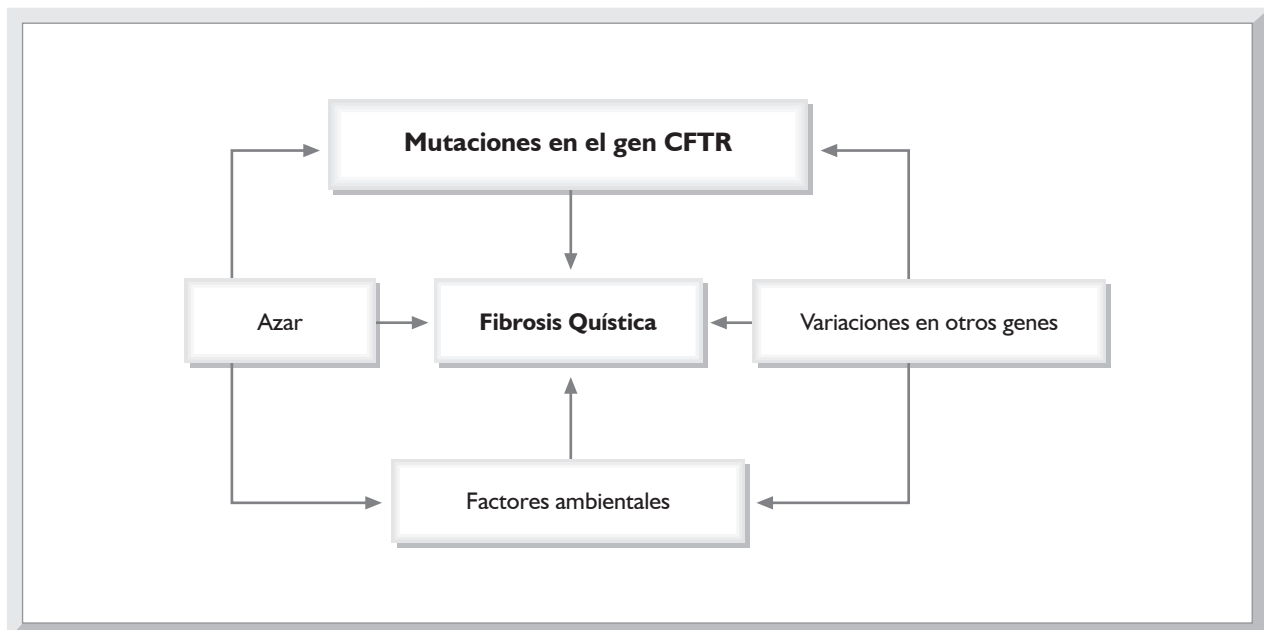 Mutaciones en el gen CFTR
Azar
Fibrosis Quística
Variaciones en otros genes
Factores ambientales